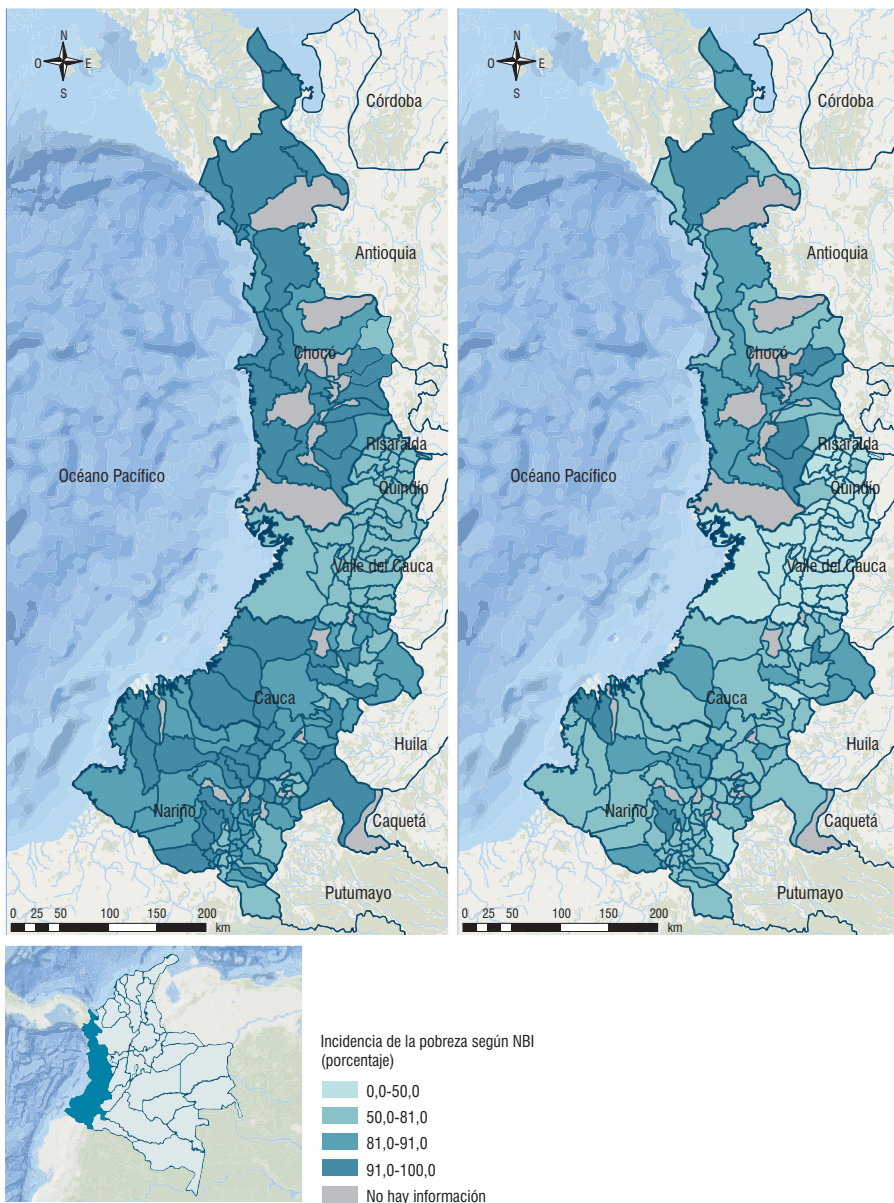 N
O E
S
Córdoba
Antioquia
Chocó
Risaralda
Océano Pacífico
Quindío
Valle del Cauca
Cauca
Huila
Nariño
Caquetá
Putumayo
0 25 50 100 150 200
km
N
O E
S
Córdoba
Antioquia
Chocó
Risaralda
Océano Pacífico
Quindío
Valle del Cauca
Cauca
Huila
Nariño
Caquetá
Putumayo
0 25 50 100 150 200
km
Incidencia de la pobreza según NBI
(porcentaje)
0,0-50,0
50,0-81,0
81,0-91,0
91,0-100,0
No hay información